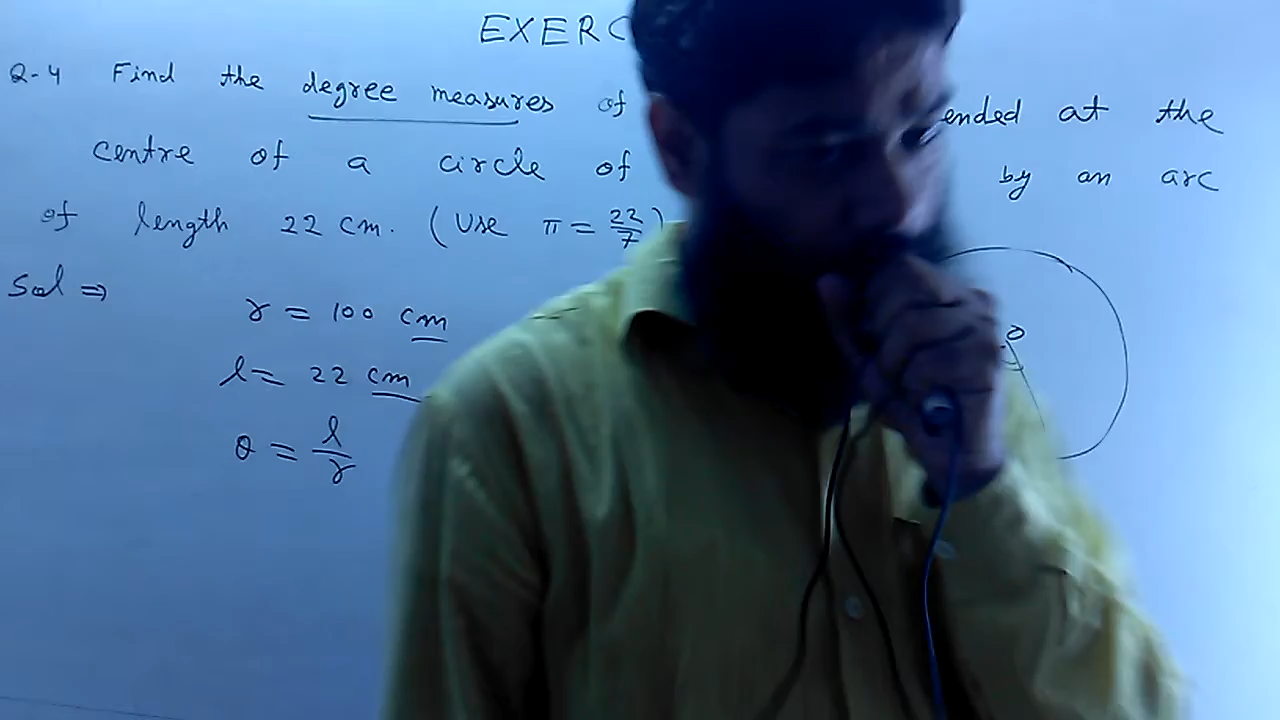 EXERC
Q-4 Find the degree measures of ended at the
centre of a circle of by an arc
of length 22 cm. (Use π = 22/7)
Sol ⇒
r = 100 cm
l = 22 cm
θ = l/r
O